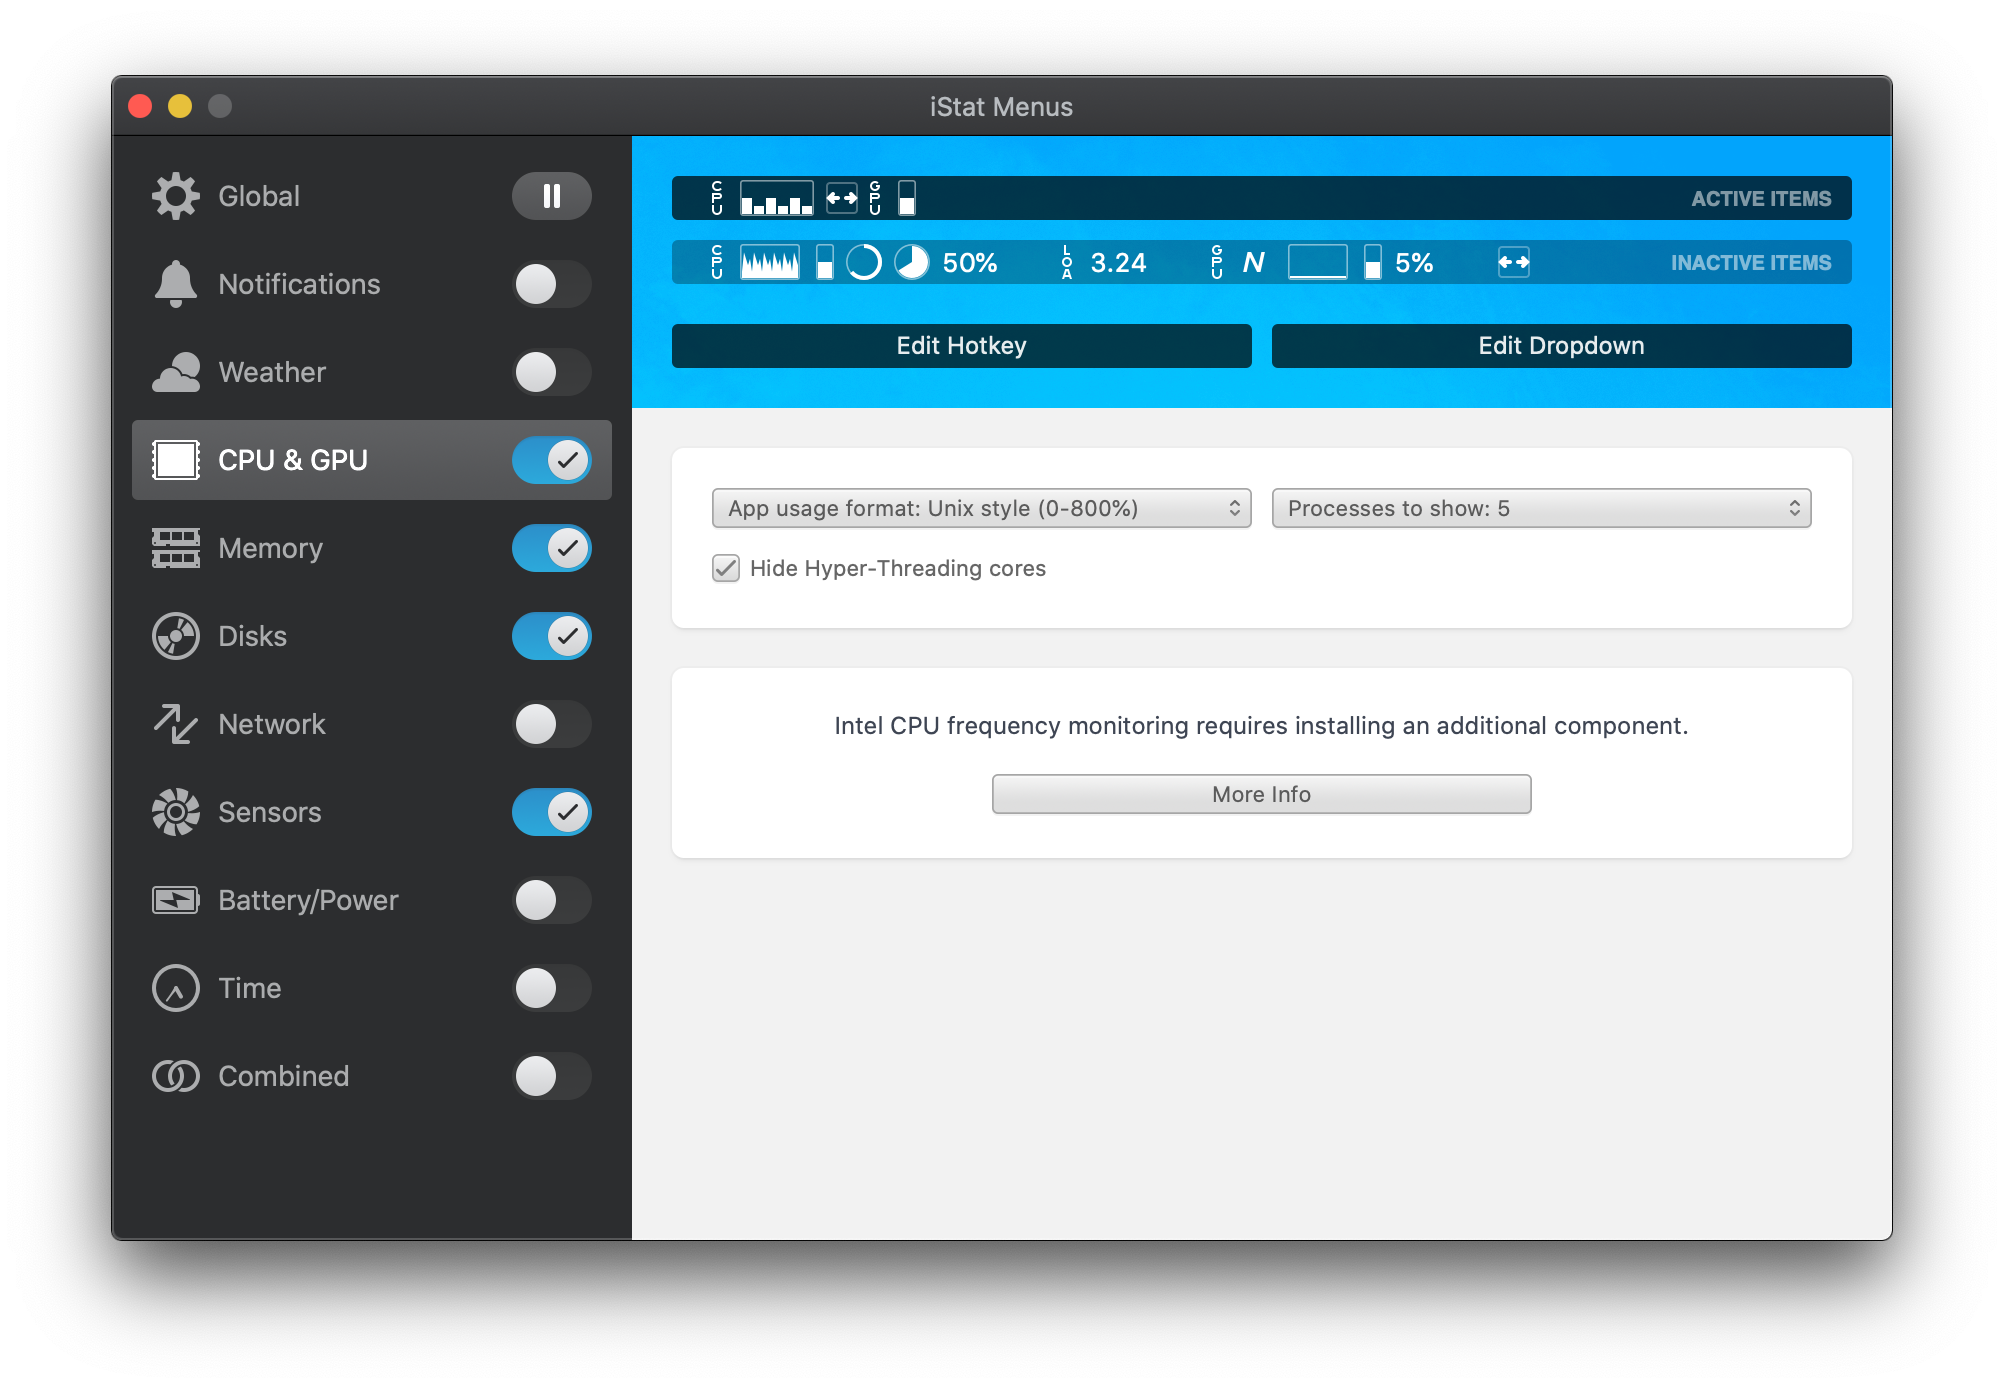 iStat Menus
Global
Notifications
Weather
CPU & GPU
Memory
Disks
Network
Sensors
Battery/Power
Time
Combined
CPU GPU ACTIVE ITEMS
CPU 50% LOA 3.24 GPU N 5% INACTIVE ITEMS
Edit Hotkey Edit Dropdown
App usage format: Unix style (0-800%) Processes to show: 5
Hide Hyper-Threading cores
Intel CPU frequency monitoring requires installing an additional component.
More Info